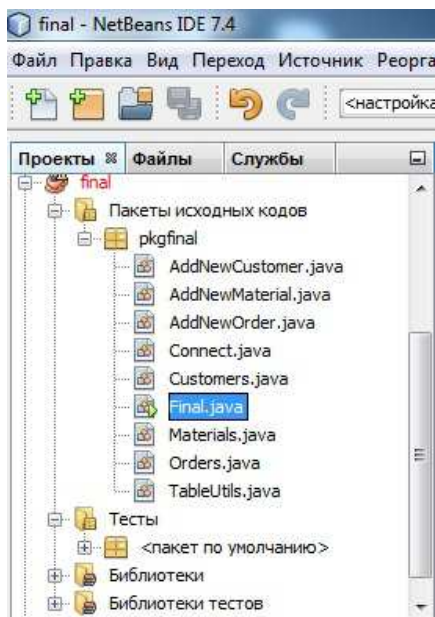 final - NetBeans IDE 7.4
Файл Правка Вид Переход Источник Реорга
<настройка
Проекты Файлы Службы
final
Пакеты исходных кодов
pkgfinal
AddNewCustomer.java
AddNewMaterial.java
AddNewOrder.java
Connect.java
Customers.java
Final.java
Materials.java
Orders.java
TableUtils.java
Тесты
<пакет по умолчанию>
Библиотеки
Библиотеки тестов